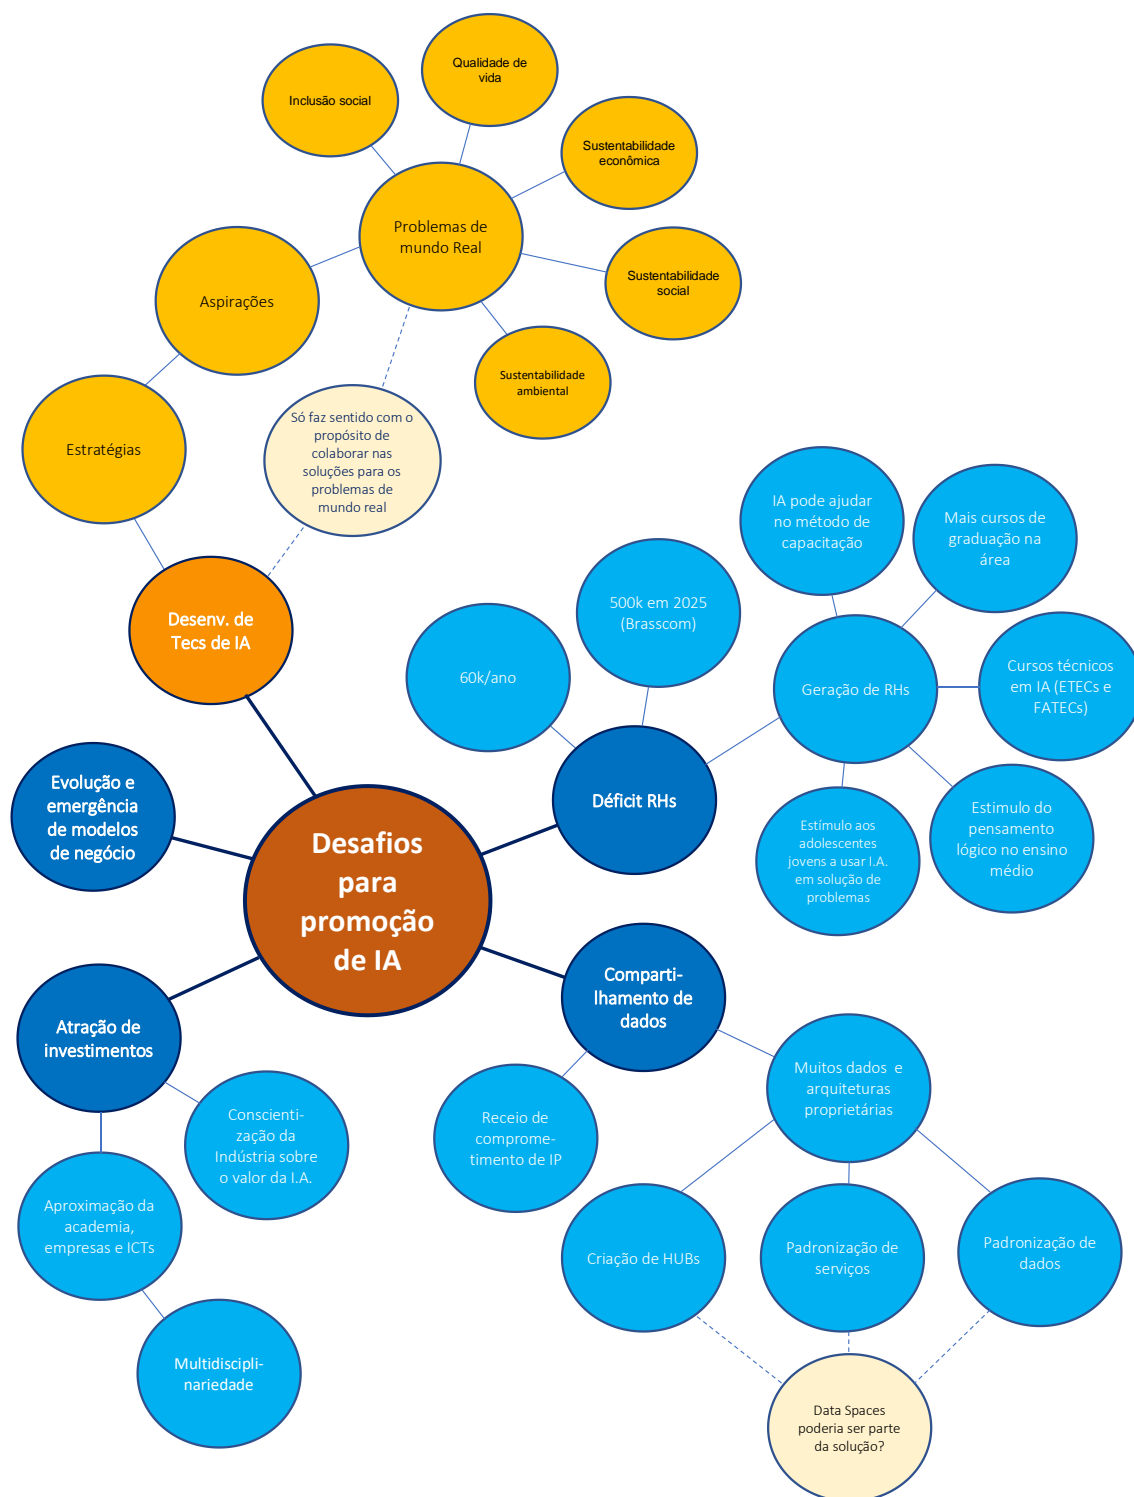 Qualidade de
vida
Inclusão social
Sustentabilidade
econômica
Problemas de
mundo Real
Sustentabilidade
social
Aspirações
Sustentabilidade
ambiental
Só faz sentido com o
propósito de
colaborar nas
soluções para os
problemas de
mundo real
Estratégias
Desenv. de
Tecs de IA
IA pode ajudar
no método de
capacitação
Mais cursos de
graduação na
área
500k em 2025
(Brasscom)
60k/ano
Geração de RHs
Cursos técnicos
em IA (ETECs e
FATECs)
Evolução e
emergência
de modelos
de negócio
Déficit RHs
Estímulo aos
adolescentes
jovens a usar I.A.
em solução de
problemas
Estimulo do
pensamento
lógico no ensino
médio
Desafios
para
promoção
de IA
Comparti-
lhamento de
dados
Atração de
investimentos
Muitos dados e
arquiteturas
proprietárias
Conscienti-
zação da
Indústria sobre
o valor da I.A.
Receio de
comprome-
timento de IP
Aproximação da
academia,
empresas e ICTs
Criação de HUBs
Padronização de
serviços
Padronização de
dados
Multidiscipli-
nariedade
Data Spaces
poderia ser parte
da solução?